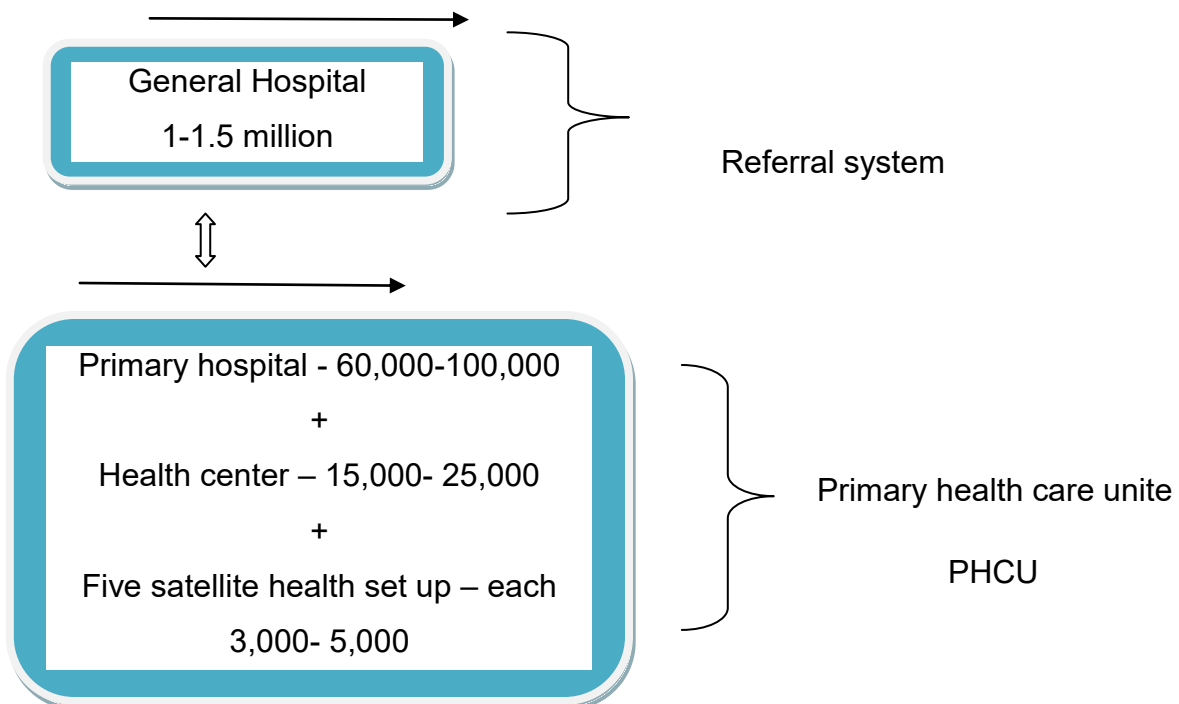 General Hospital
1-1.5 million
Referral system
Primary hospital - 60,000-100,000
+
Health center – 15,000- 25,000
+
Five satellite health set up – each
3,000- 5,000
Primary health care unite
PHCU